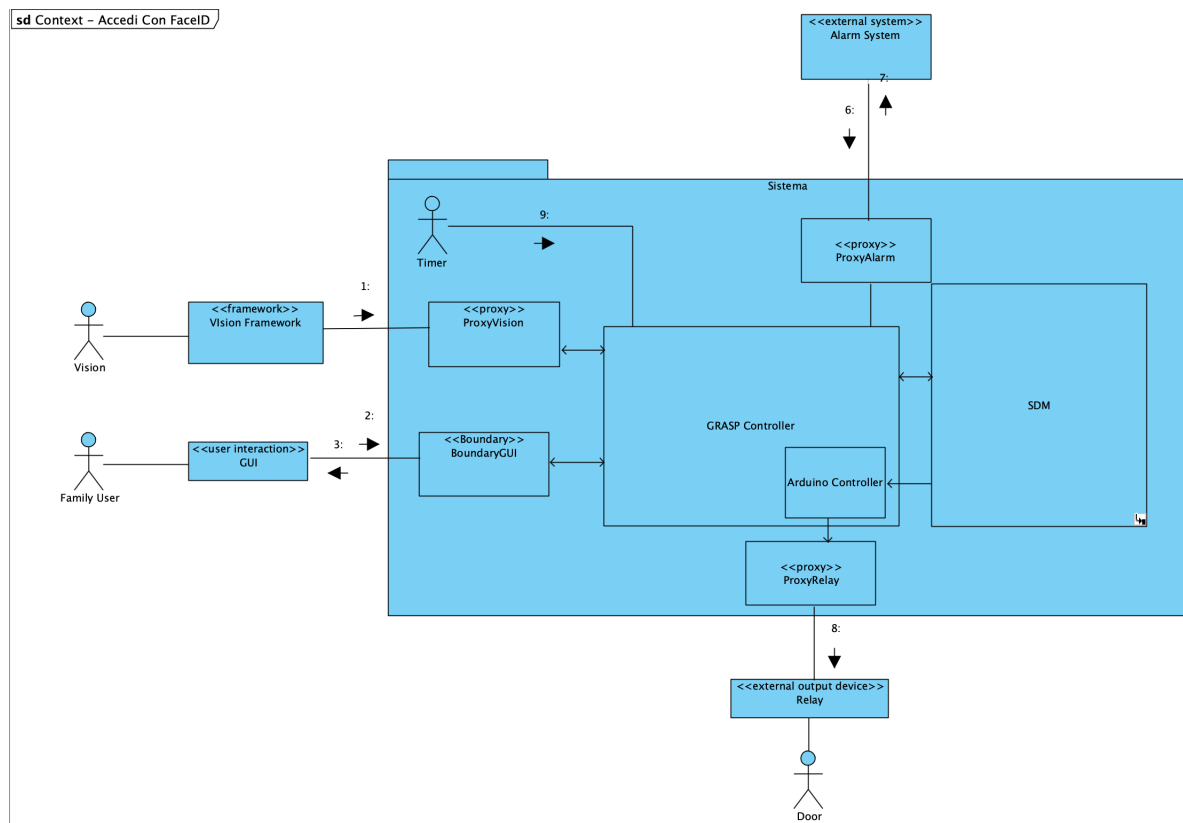 sd Context – Accedi Con FaceID
<<external system>>
Alarm System
7:
6:
Sistema
9:
Timer
<<proxy>>
ProxyAlarm
1:
<<framework>>
VIsion Framework
<<proxy>>
ProxyVision
Vision
SDM
GRASP Controller
2:
3:
<<user interaction>>
GUI
<<Boundary>>
BoundaryGUI
Family User
Arduino Controller
<<proxy>>
ProxyRelay
8:
<<external output device>>
Relay
Door